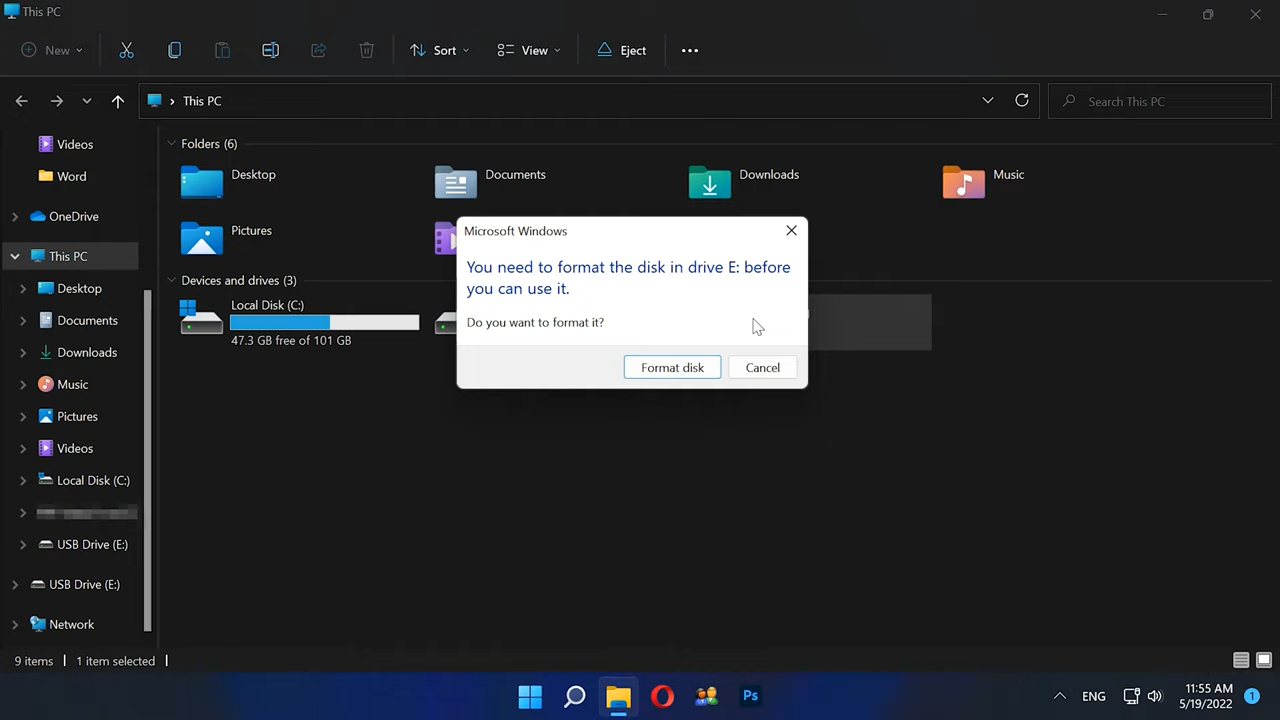 This PC
New
Sort
View
Eject
This PC
Search This PC
Videos
Word
OneDrive
This PC
Desktop
Documents
Downloads
Music
Pictures
Videos
Local Disk (C:)
USB Drive (E:)
USB Drive (E:)
Network
Folders (6)
Desktop
Documents
Downloads
Music
Pictures
Devices and drives (3)
Local Disk (C:)
47.3 GB free of 101 GB
Microsoft Windows
You need to format the disk in drive E: before
you can use it.
Do you want to format it?
Format disk
Cancel
9 items
1 item selected
Ps
ENG
11:55 AM
5/19/2022
1